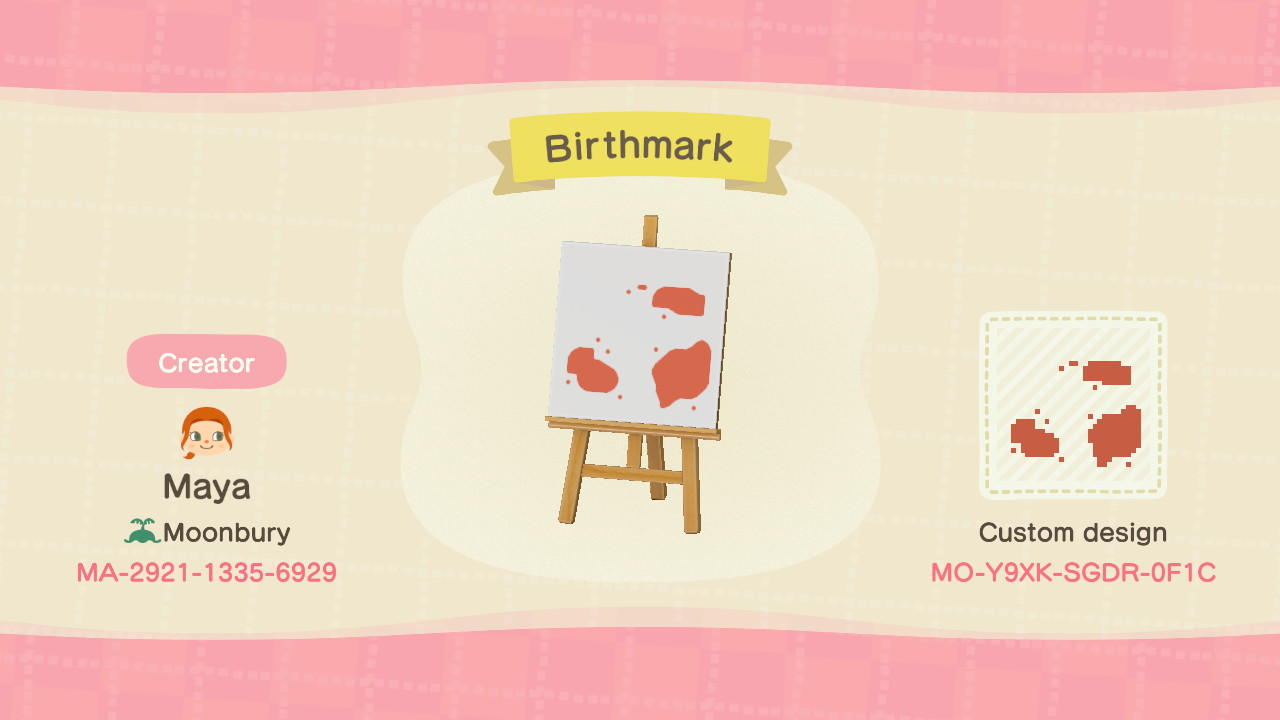 Birthmark
Creator
Maya
Moonbury
MA-2921-1335-6929
Custom design
MO-Y9XK-SGDR-0F1C